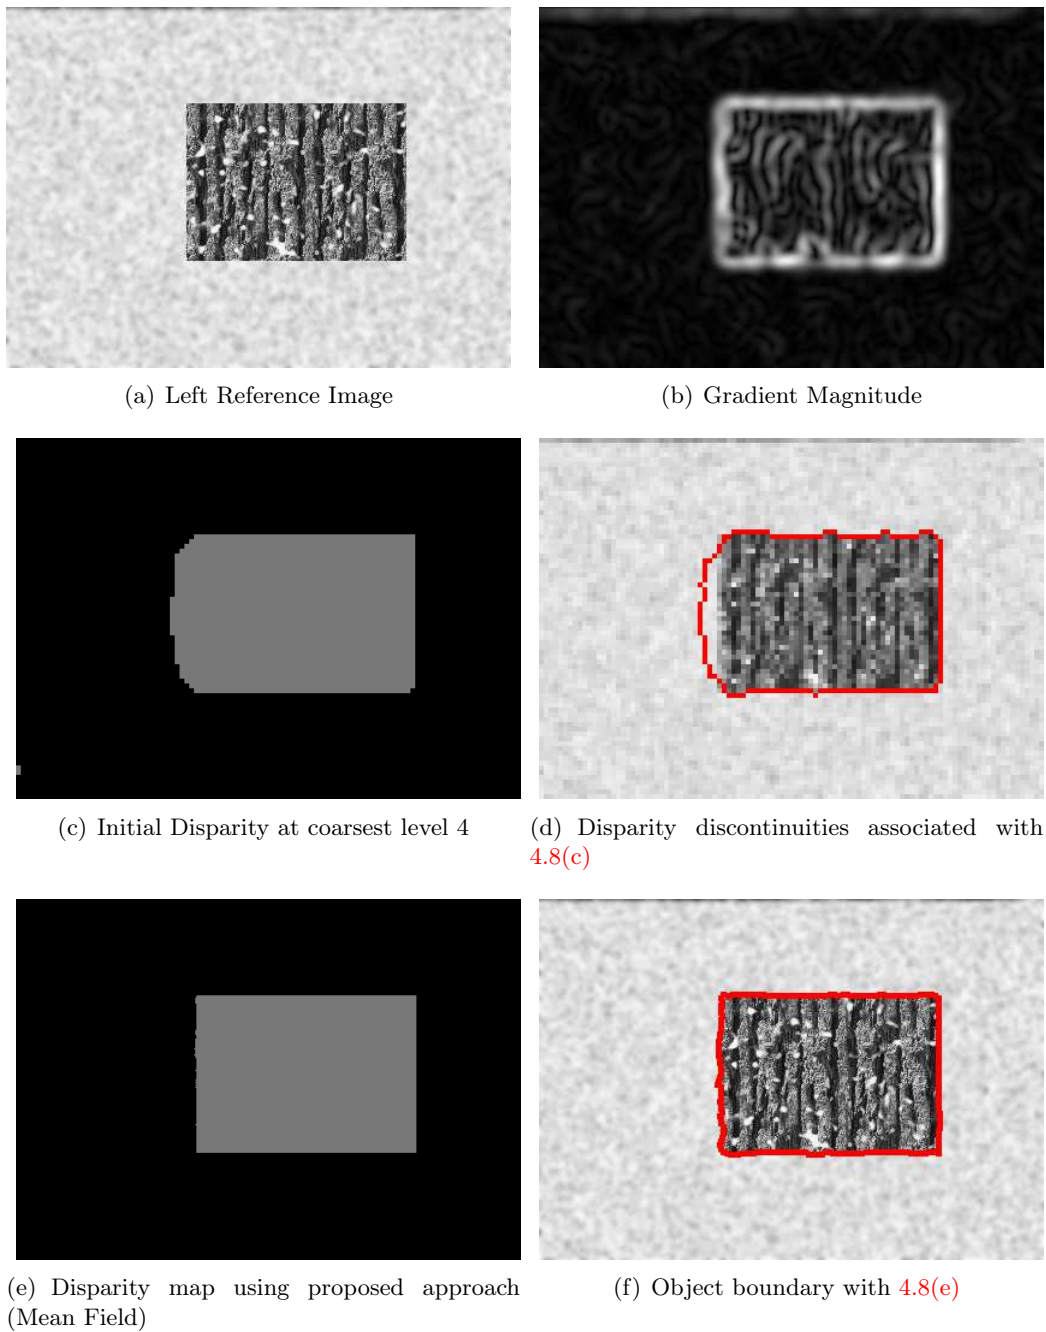 (a) Left Reference Image
(b) Gradient Magnitude
(c) Initial Disparity at coarsest level 4
(d) Disparity discontinuities associated with
4.8(c)
(e) Disparity map using proposed approach
(Mean Field)
(f) Object boundary with 4.8(e)